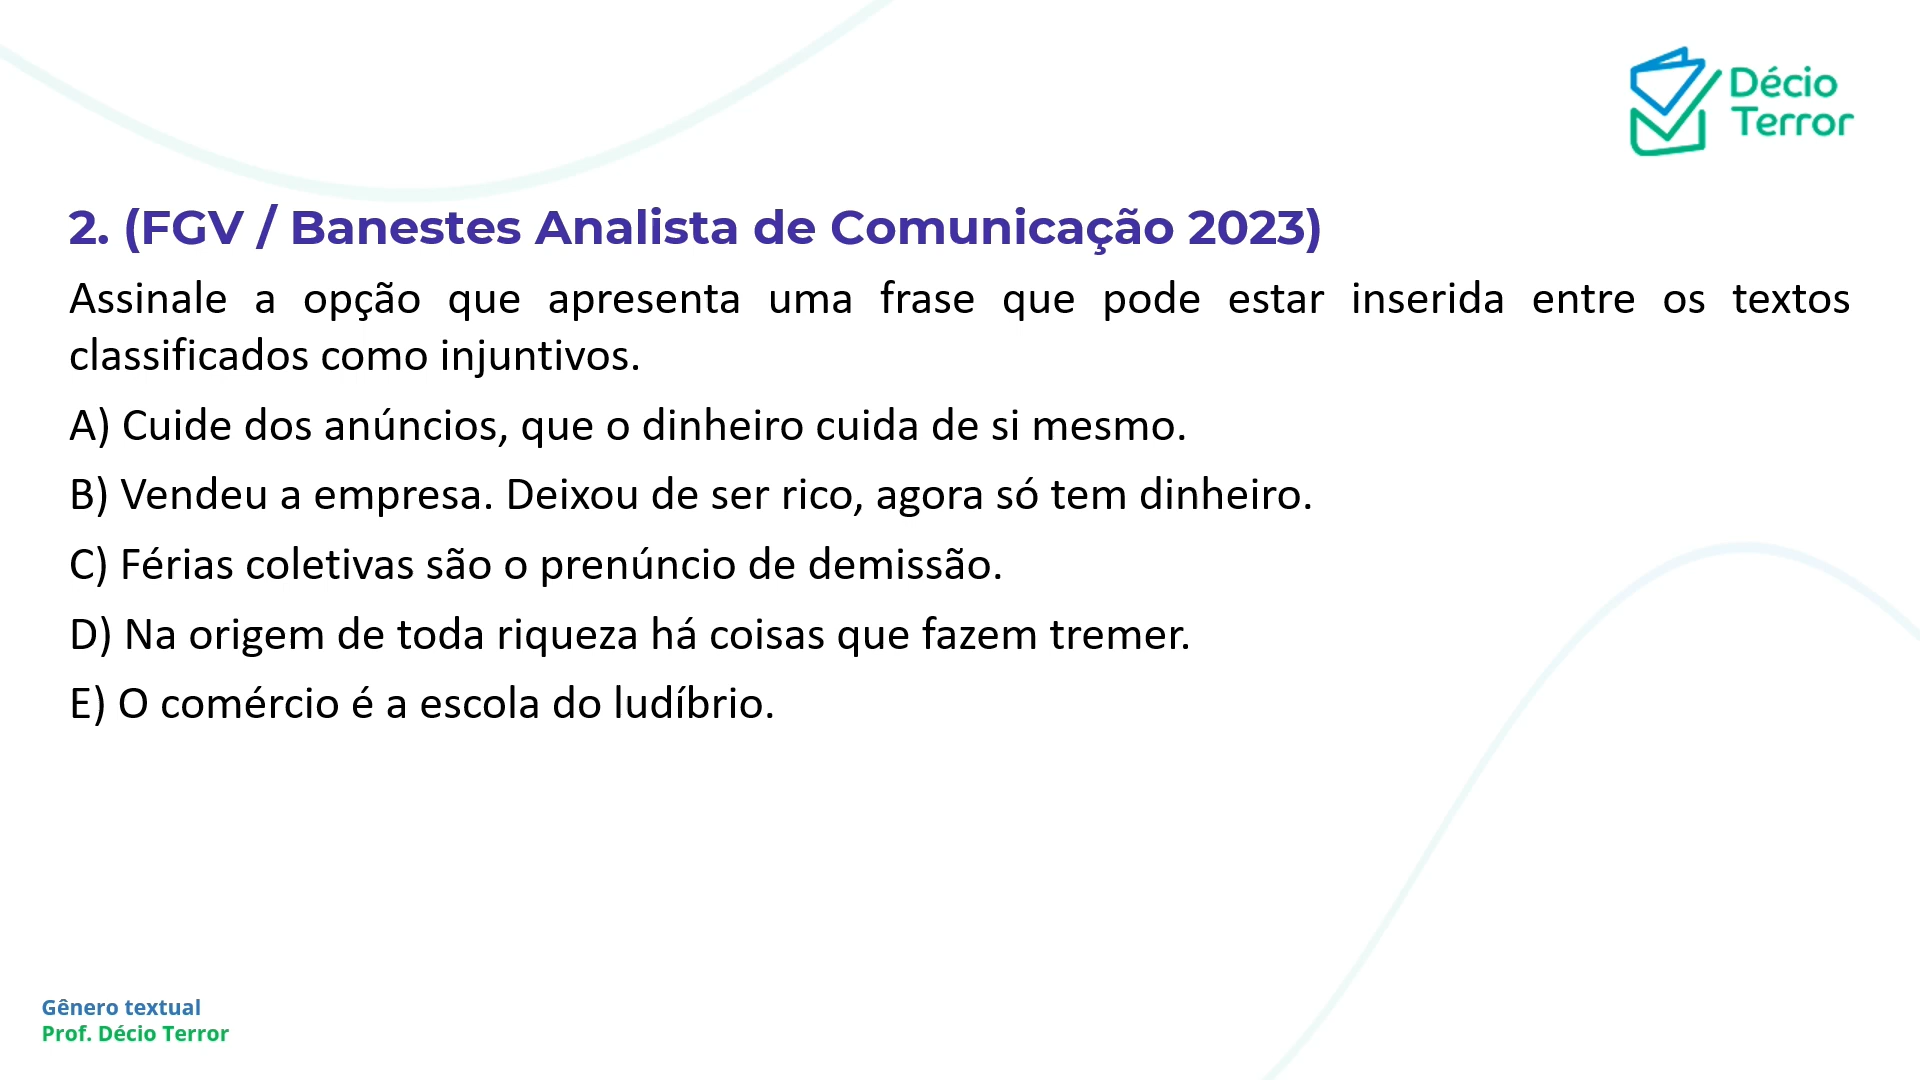 Décio
Terror
2. (FGV / Banestes Analista de Comunicação 2023)
Assinale a opção que apresenta uma frase que pode estar inserida entre os textos
classificados como injuntivos.
A) Cuide dos anúncios, que o dinheiro cuida de si mesmo.
B) Vendeu a empresa. Deixou de ser rico, agora só tem dinheiro.
C) Férias coletivas são o prenúncio de demissão.
D) Na origem de toda riqueza há coisas que fazem tremer.
E) O comércio é a escola do ludíbrio.
Gênero textual
Prof. Décio Terror